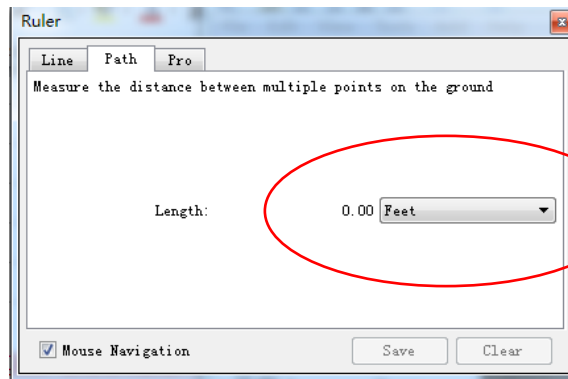 Ruler
Line Path Pro
Measure the distance between multiple points on the ground
Length: 0.00 Feet
Mouse Navigation Save Clear